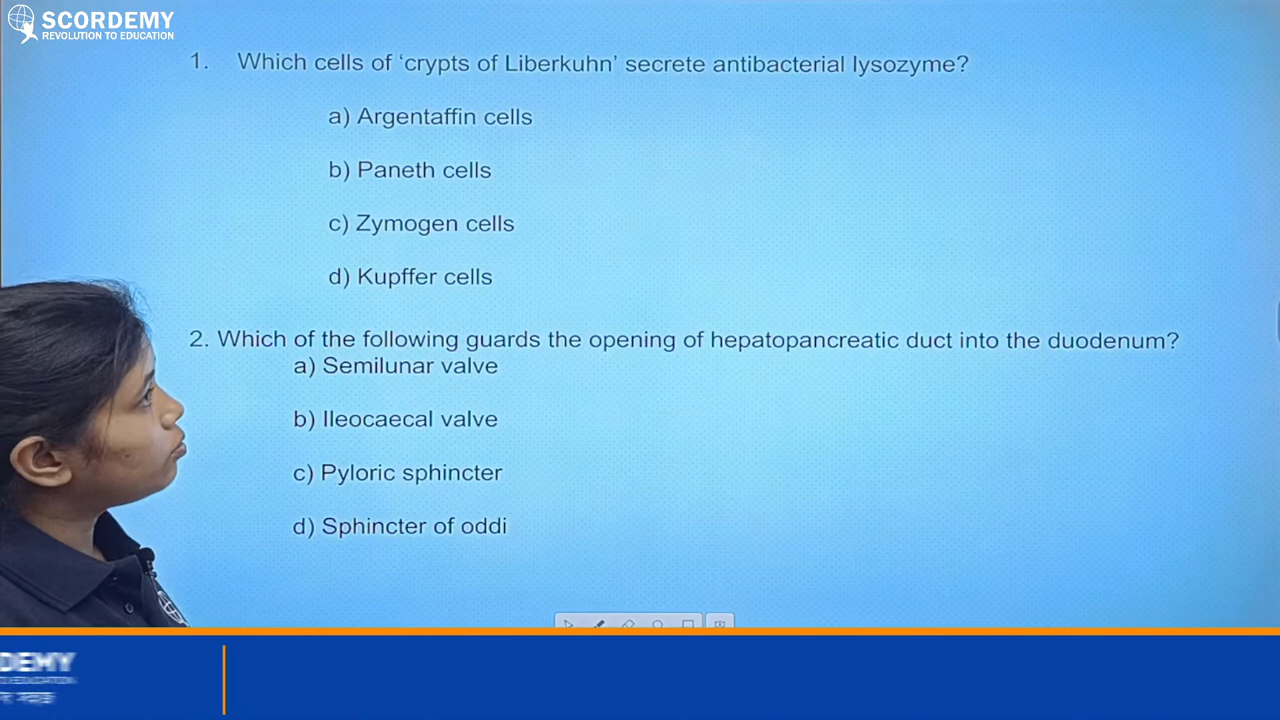 SCORDEMY
REVOLUTION TO EDUCATION
1. Which cells of ‘crypts of Liberkuhn’ secrete antibacterial lysozyme?
a) Argentaffin cells
b) Paneth cells
c) Zymogen cells
d) Kupffer cells
2. Which of the following guards the opening of hepatopancreatic duct into the duodenum?
a) Semilunar valve
b) Ileocaecal valve
c) Pyloric sphincter
d) Sphincter of oddi
DEMY